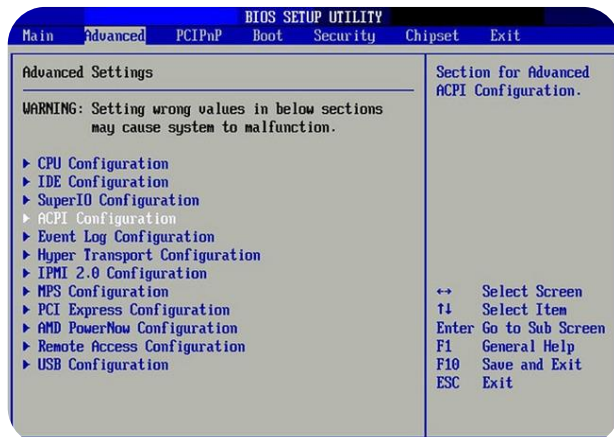 BIOS SETUP UTILITY
Main Advanced PCIPnP Boot Security Chipset Exit
Advanced Settings
WARNING: Setting wrong values in below sections
may cause system to malfunction.
▶ CPU Configuration
▶ IDE Configuration
▶ SuperIO Configuration
▶ ACPI Configuration
▶ Event Log Configuration
▶ Hyper Transport Configuration
▶ IPMI 2.0 Configuration
▶ MPS Configuration
▶ PCI Express Configuration
▶ AMD PowerNow Configuration
▶ Remote Access Configuration
▶ USB Configuration
Section for Advanced
ACPI Configuration.
↔ Select Screen
↑↓ Select Item
Enter Go to Sub Screen
F1 General Help
F10 Save and Exit
ESC Exit